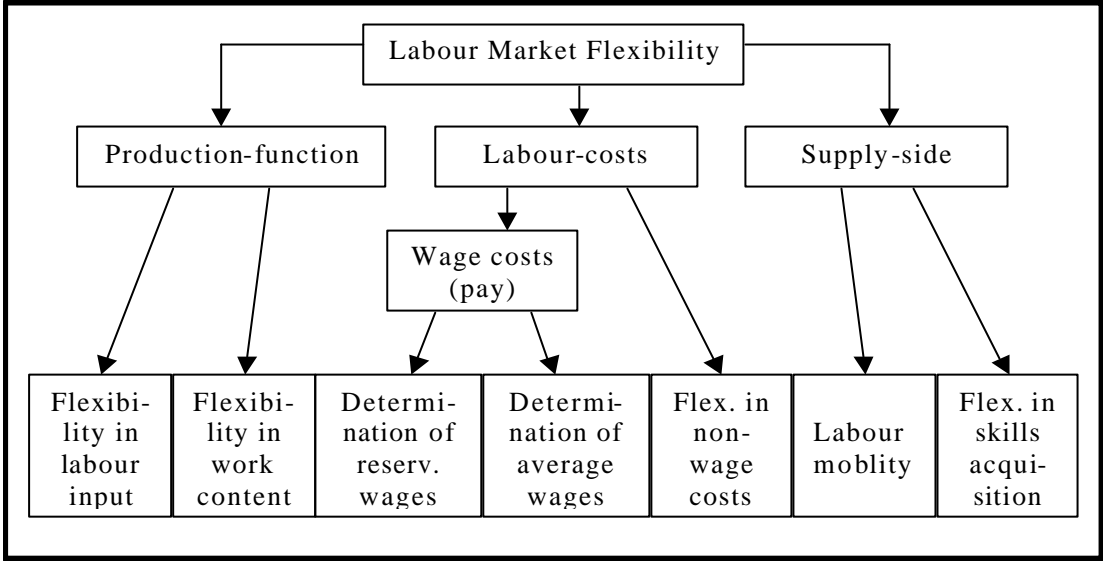 Labour Market Flexibility
Production-function
Labour-costs
Supply-side
Wage costs
(pay)
Flexibi-
lity in
labour
input
Flexibi-
lity in
work
content
Determi-
nation of
reserv.
wages
Determi-
nation of
average
wages
Flex. in
non-
wage
costs
Labour
moblity
Flex. in
skills
acqui-
sition